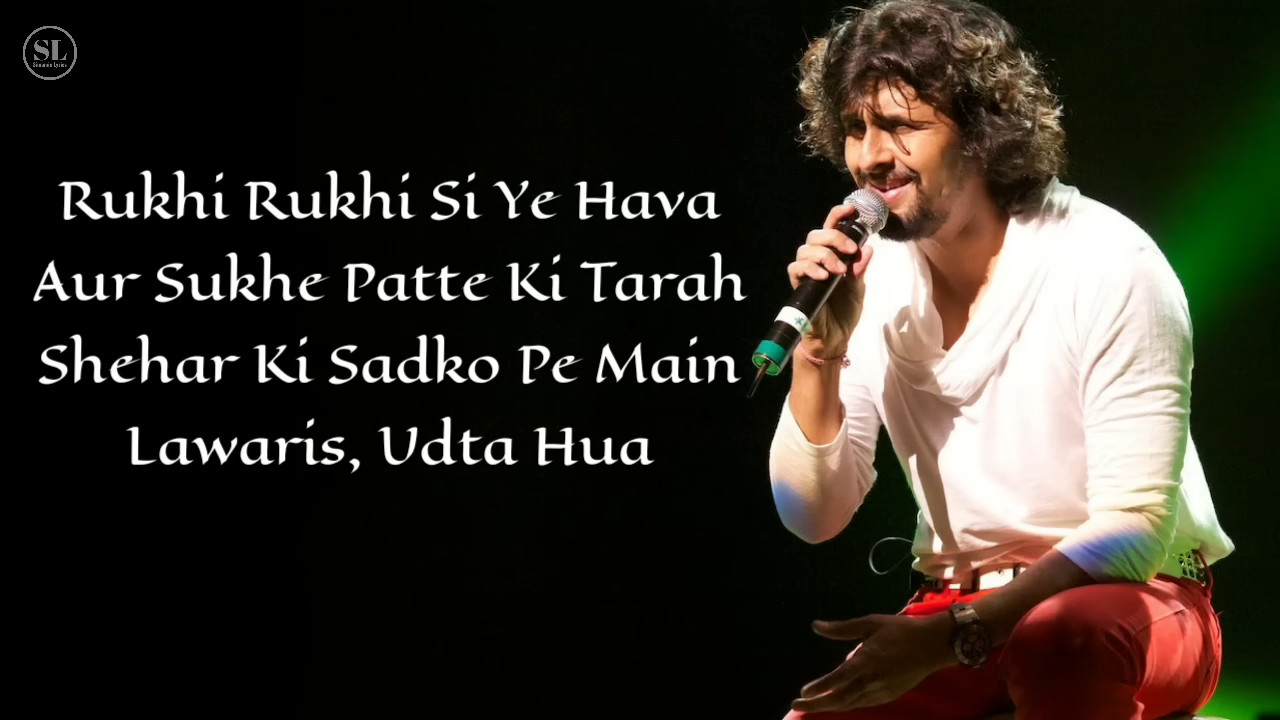 SL
Rukhi Rukhi Si Ye Hava
Aur Sukhe Patte Ki Tarah
Shehar Ki Sadko Pe Main
Lawaris, Udta Hua